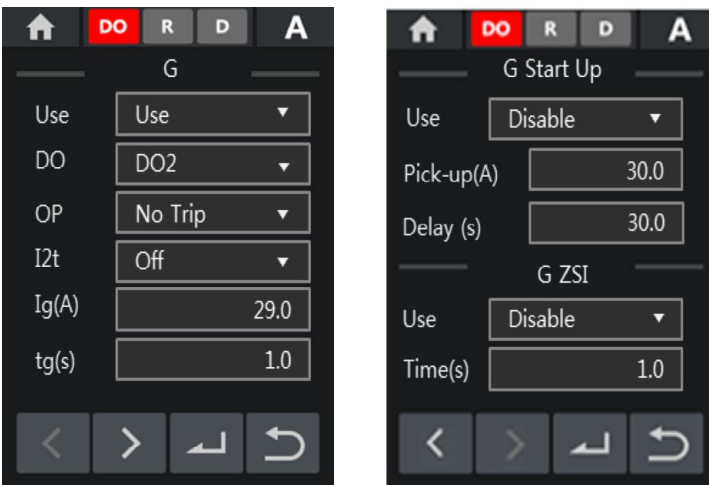 DO R D A
G
Use Use
DO DO2
OP No Trip
I2t Off
Ig(A) 29.0
tg(s) 1.0
DO R D A
G Start Up
Use Disable
Pick-up(A) 30.0
Delay (s) 30.0
G ZSI
Use Disable
Time(s) 1.0